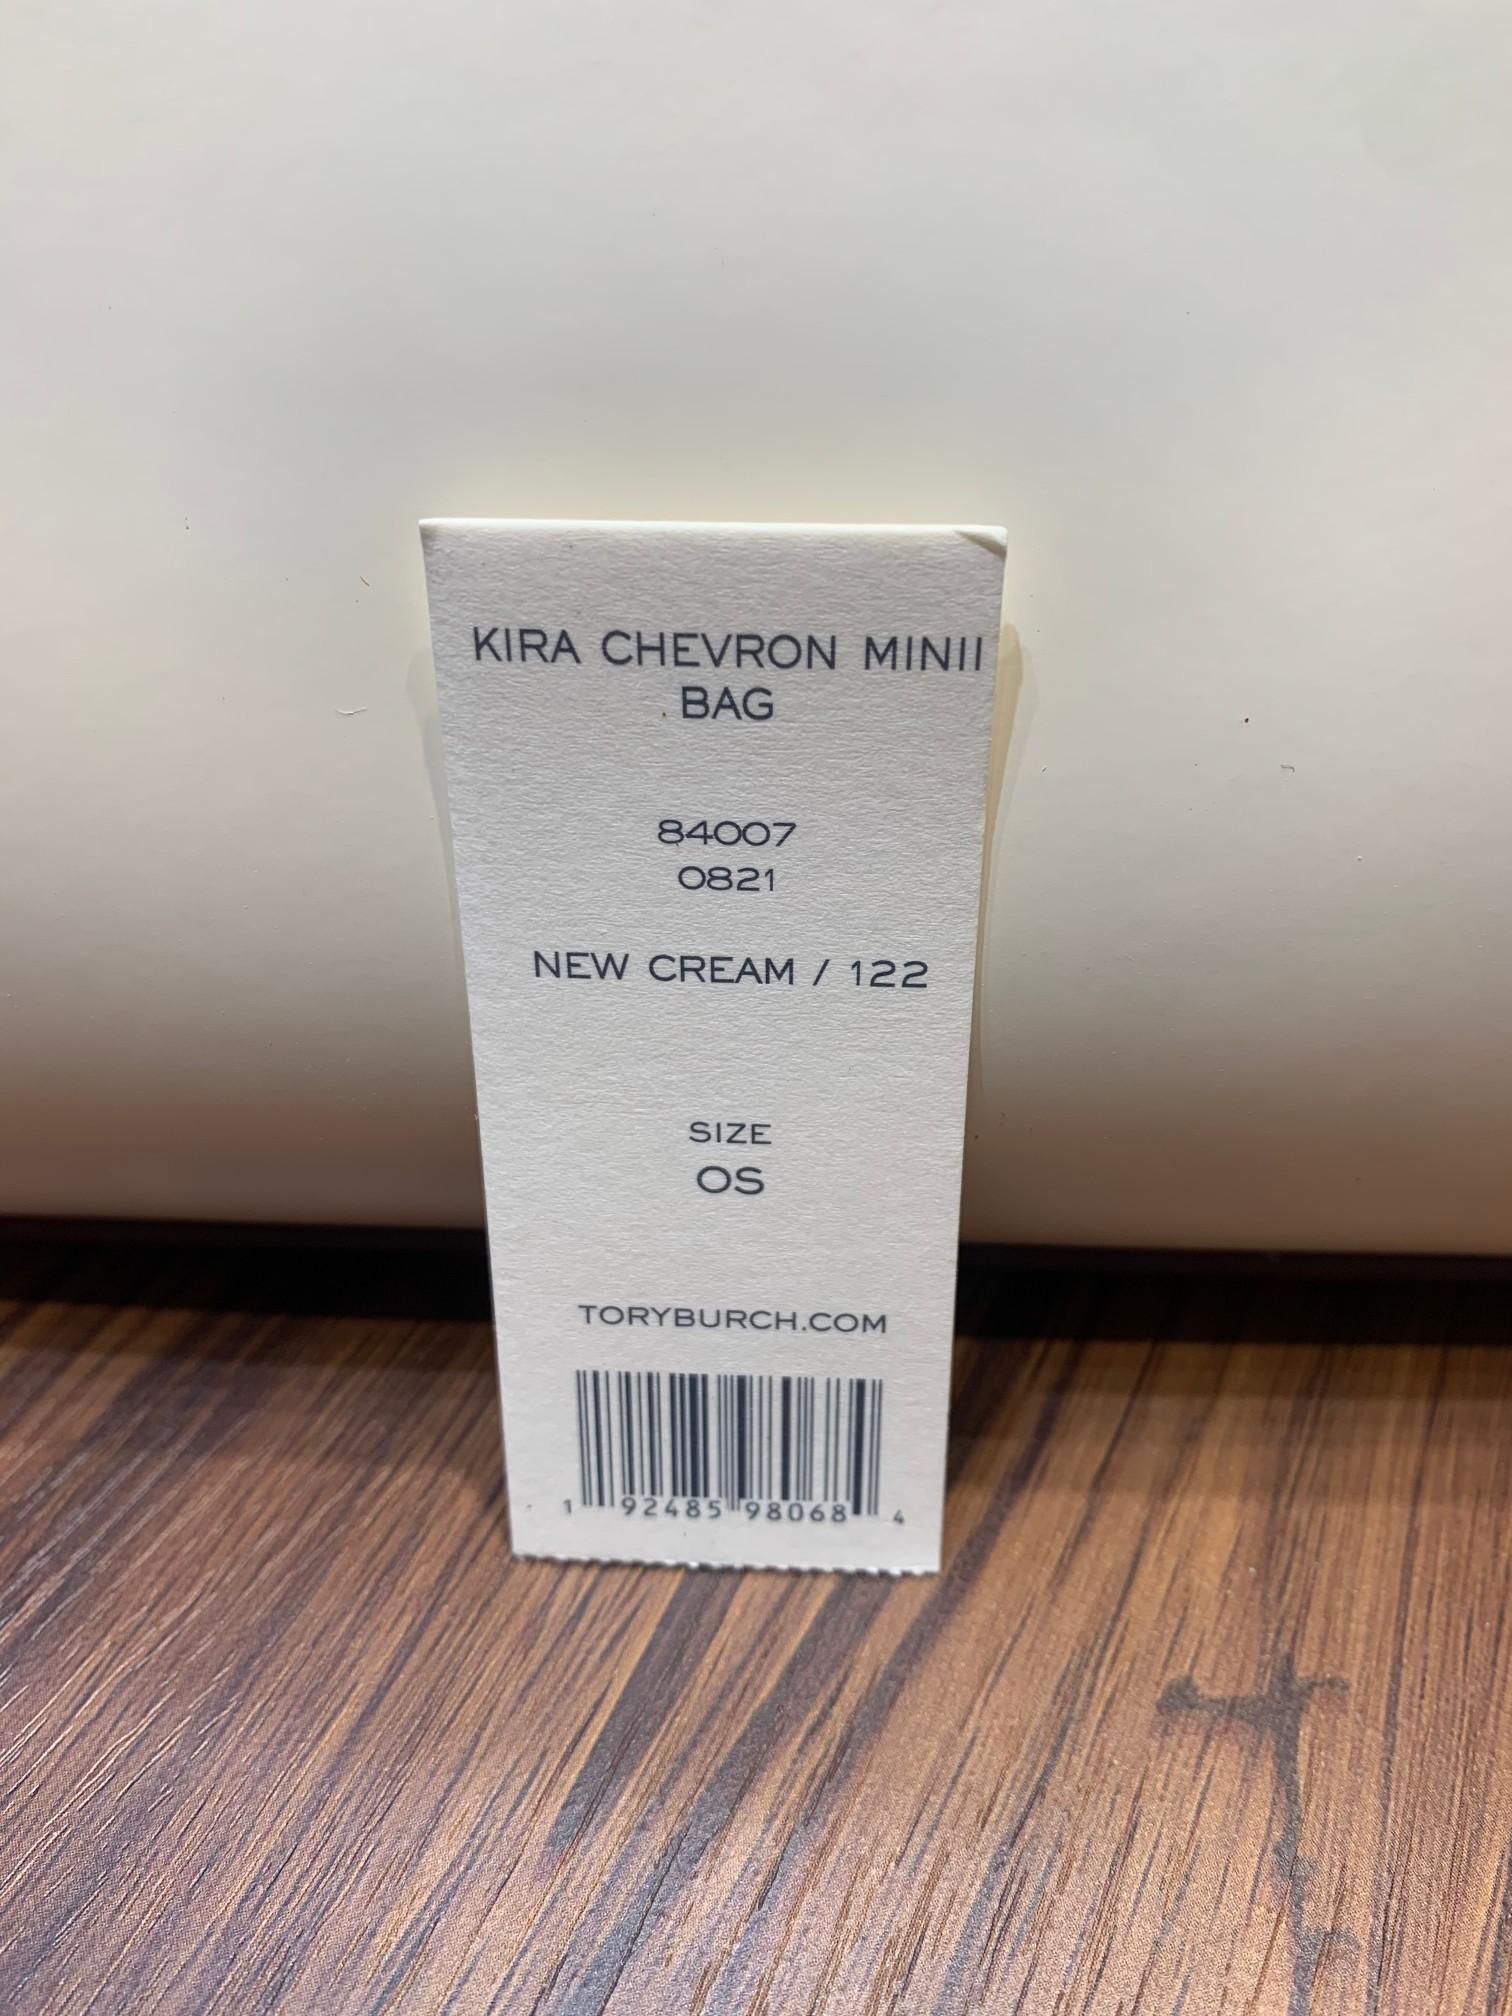 KIRA CHEVRON MINII
BAG
84007
0821
NEW CREAM / 122
SIZE
OS
TORYBURCH.COM
1 92485 98068 4